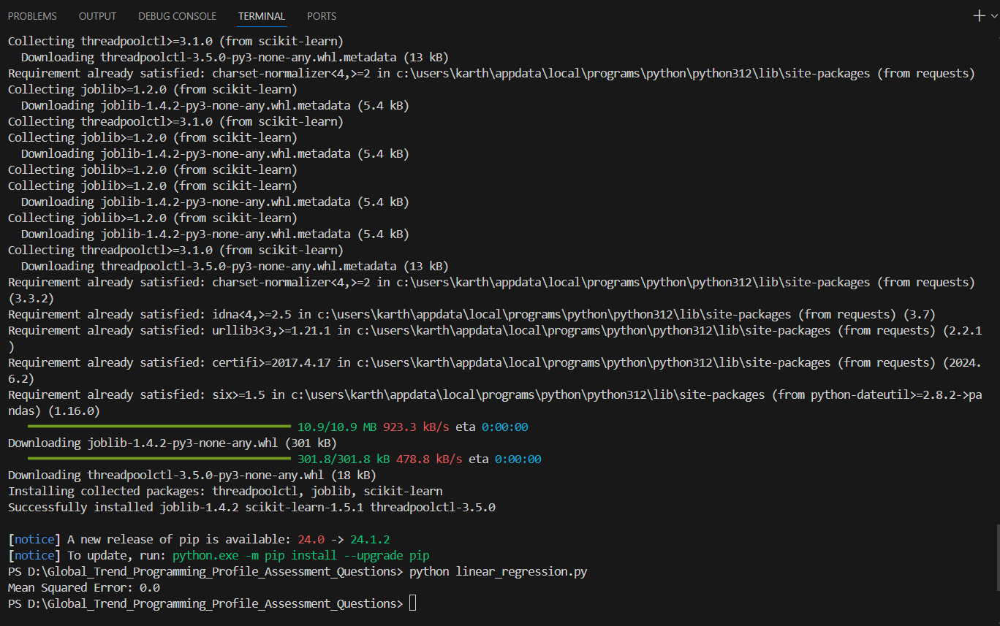 PROBLEMS OUTPUT DEBUG CONSOLE TERMINAL PORTS
Collecting threadpoolctl>=3.1.0 (from scikit-learn)
  Downloading threadpoolctl-3.5.0-py3-none-any.whl.metadata (13 kB)
Requirement already satisfied: charset-normalizer<4,>=2 in c:\users\karth\appdata\local\programs\python\python312\lib\site-packages (from requests)
Collecting joblib>=1.2.0 (from scikit-learn)
  Downloading joblib-1.4.2-py3-none-any.whl.metadata (5.4 kB)
Collecting threadpoolctl>=3.1.0 (from scikit-learn)
Collecting joblib>=1.2.0 (from scikit-learn)
  Downloading joblib-1.4.2-py3-none-any.whl.metadata (5.4 kB)
Collecting joblib>=1.2.0 (from scikit-learn)
Collecting joblib>=1.2.0 (from scikit-learn)
  Downloading joblib-1.4.2-py3-none-any.whl.metadata (5.4 kB)
Collecting joblib>=1.2.0 (from scikit-learn)
  Downloading joblib-1.4.2-py3-none-any.whl.metadata (5.4 kB)
Collecting threadpoolctl>=3.1.0 (from scikit-learn)
  Downloading threadpoolctl-3.5.0-py3-none-any.whl.metadata (13 kB)
Requirement already satisfied: charset-normalizer<4,>=2 in c:\users\karth\appdata\local\programs\python\python312\lib\site-packages (from requests)
(3.3.2)
Requirement already satisfied: idna<4,>=2.5 in c:\users\karth\appdata\local\programs\python\python312\lib\site-packages (from requests) (3.7)
Requirement already satisfied: urllib3<3,>=1.21.1 in c:\users\karth\appdata\local\programs\python\python312\lib\site-packages (from requests) (2.2.1
)
Requirement already satisfied: certifi>=2017.4.17 in c:\users\karth\appdata\local\programs\python\python312\lib\site-packages (from requests) (2024.
6.2)
Requirement already satisfied: six>=1.5 in c:\users\karth\appdata\local\programs\python\python312\lib\site-packages (from python-dateutil>=2.8.2->pa
ndas) (1.16.0)
10.9/10.9 MB 923.3 kB/s eta 0:00:00
Downloading joblib-1.4.2-py3-none-any.whl (301 kB)
301.8/301.8 kB 478.8 kB/s eta 0:00:00
Downloading threadpoolctl-3.5.0-py3-none-any.whl (18 kB)
Installing collected packages: threadpoolctl, joblib, scikit-learn
Successfully installed joblib-1.4.2 scikit-learn-1.5.1 threadpoolctl-3.5.0
[notice] A new release of pip is available: 24.0 -> 24.1.2
[notice] To update, run: python.exe -m pip install --upgrade pip
PS D:\Global_Trend_Programming_Profile_Assessment_Questions> python linear_regression.py
Mean Squared Error: 0.0
PS D:\Global_Trend_Programming_Profile_Assessment_Questions>